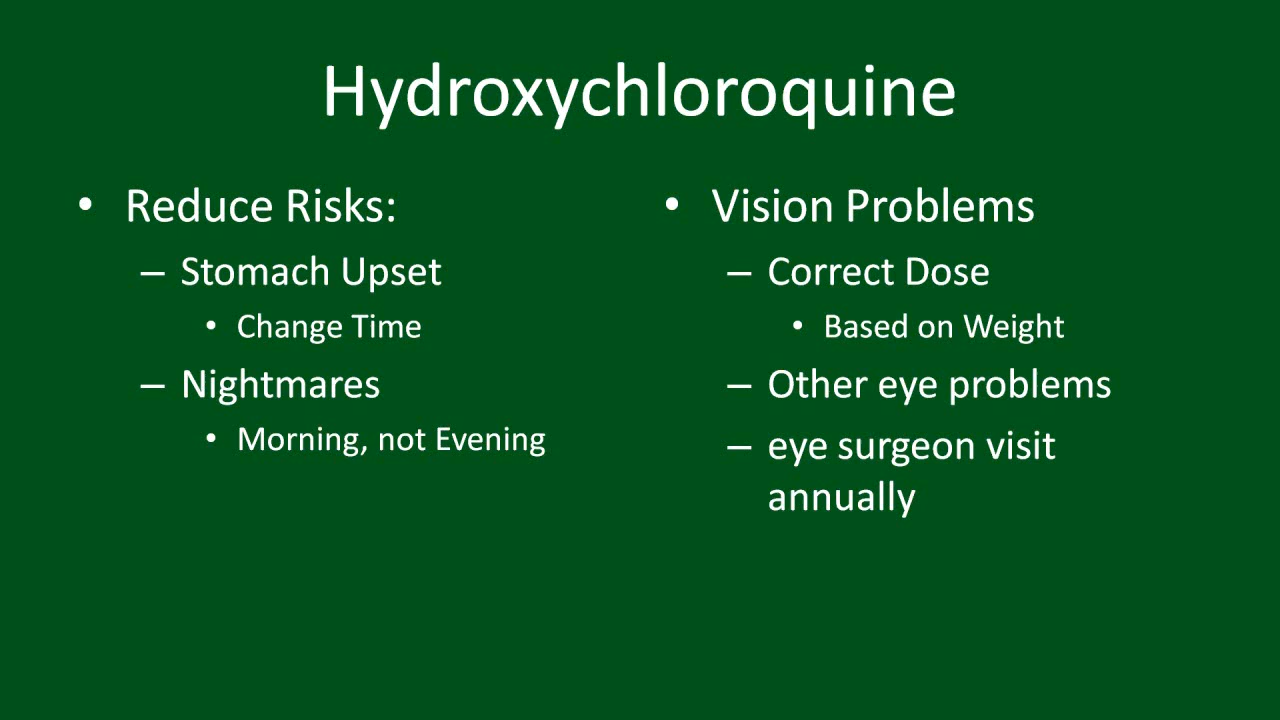 Hydroxychloroquine
• Reduce Risks:
– Stomach Upset
• Change Time
– Nightmares
• Morning, not Evening
• Vision Problems
– Correct Dose
• Based on Weight
– Other eye problems
– eye surgeon visit
annually